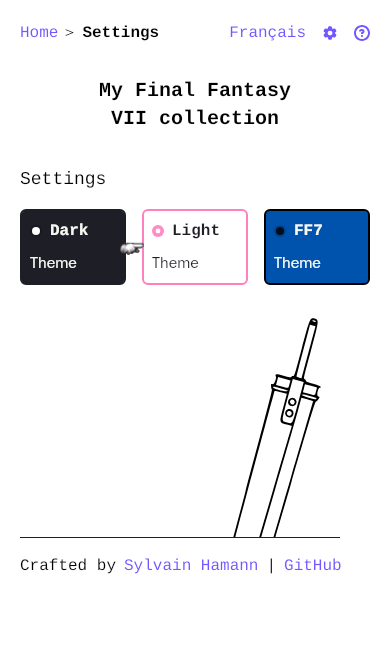 Home > Settings Français
My Final Fantasy
VII collection
Settings
Dark Light FF7
Theme Theme Theme
Crafted by Sylvain Hamann | GitHub